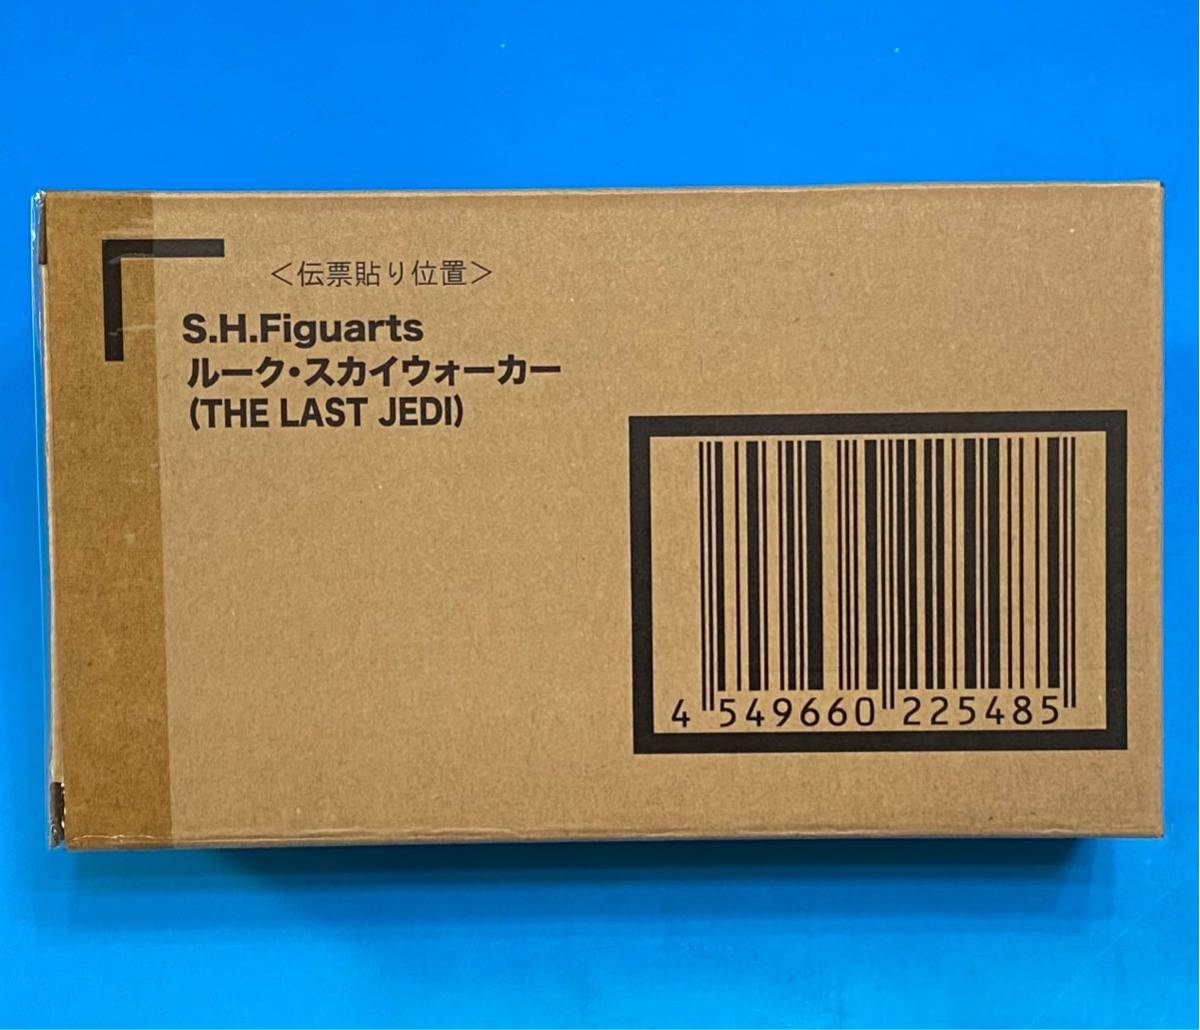 ＜伝票貼り位置＞
S.H.Figuarts
ルーク・スカイウォーカー
(THE LAST JEDI)
4 549660 225485